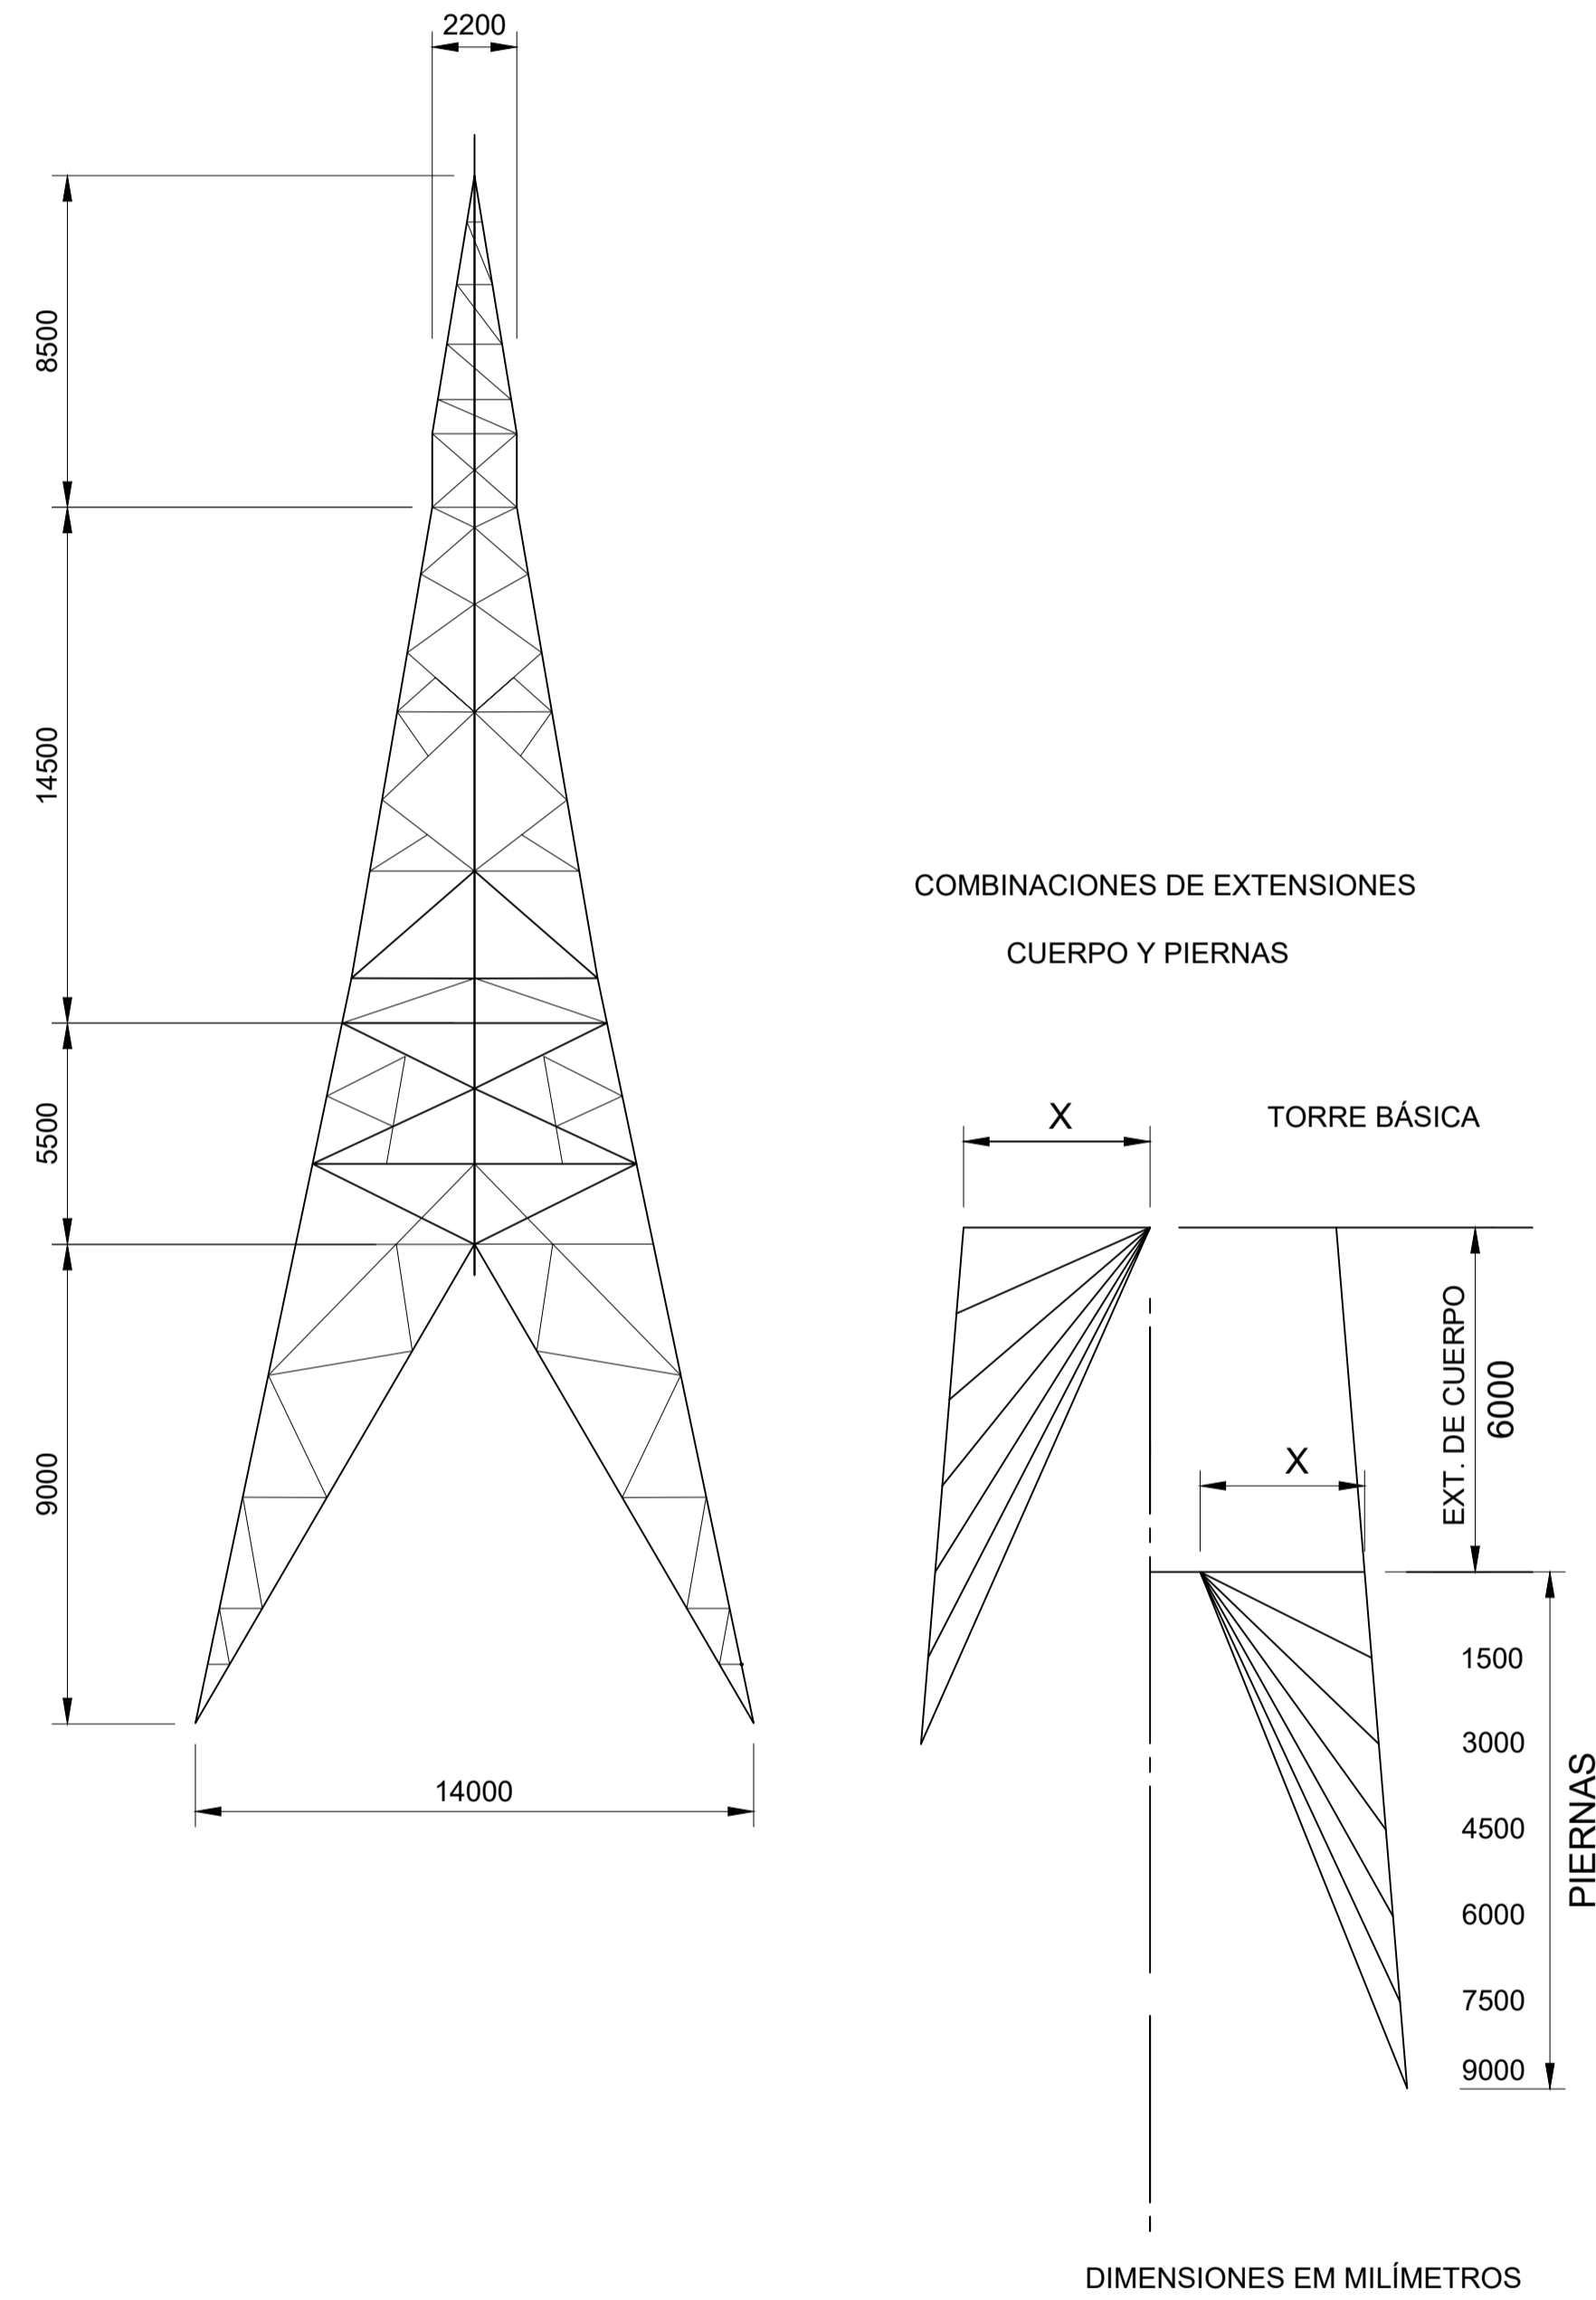 2200
8500
14500
5500
9000
14000
COMBINACIONES DE EXTENSIONES
CUERPO Y PIERNAS
X
TORRE BÁSICA
EXT. DE CUERPO
6000
X
1500
3000
4500
6000
7500
9000
PIERNAS
DIMENSIONES EM MILÍMETROS